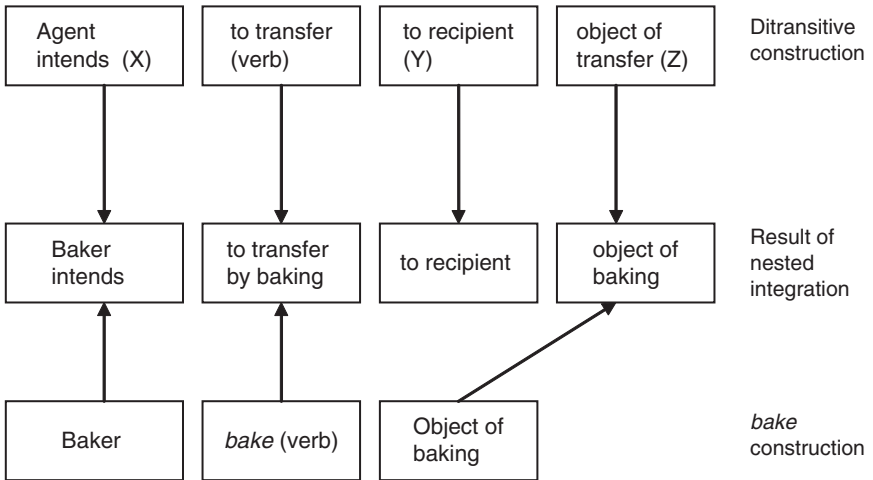 Agent
intends (X)
to transfer
(verb)
to recipient
(Y)
object of
transfer (Z)
Ditransitive
construction
Baker
intends
to transfer
by baking
to recipient
object of
baking
Result of
nested
integration
Baker
bake (verb)
Object of
baking
bake
construction